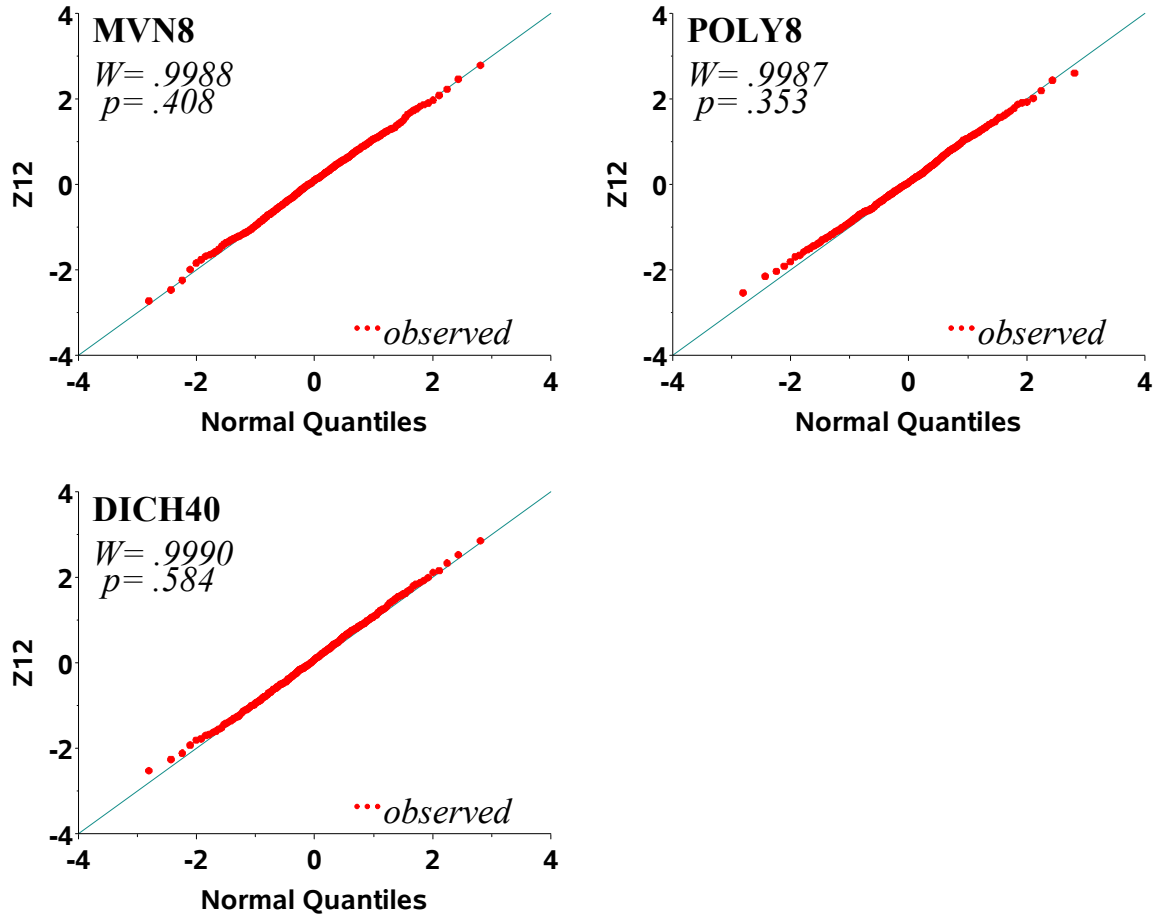 MVN8
W= .9988
p= .408
4
2
0
-2
-4
Z12
observed
-4 -2 0 2 4
Normal Quantiles
POLY8
W= .9987
p= .353
4
2
0
-2
-4
Z12
observed
-4 -2 0 2 4
Normal Quantiles
DICH40
W= .9990
p= .584
4
2
0
-2
-4
Z12
observed
-4 -2 0 2 4
Normal Quantiles